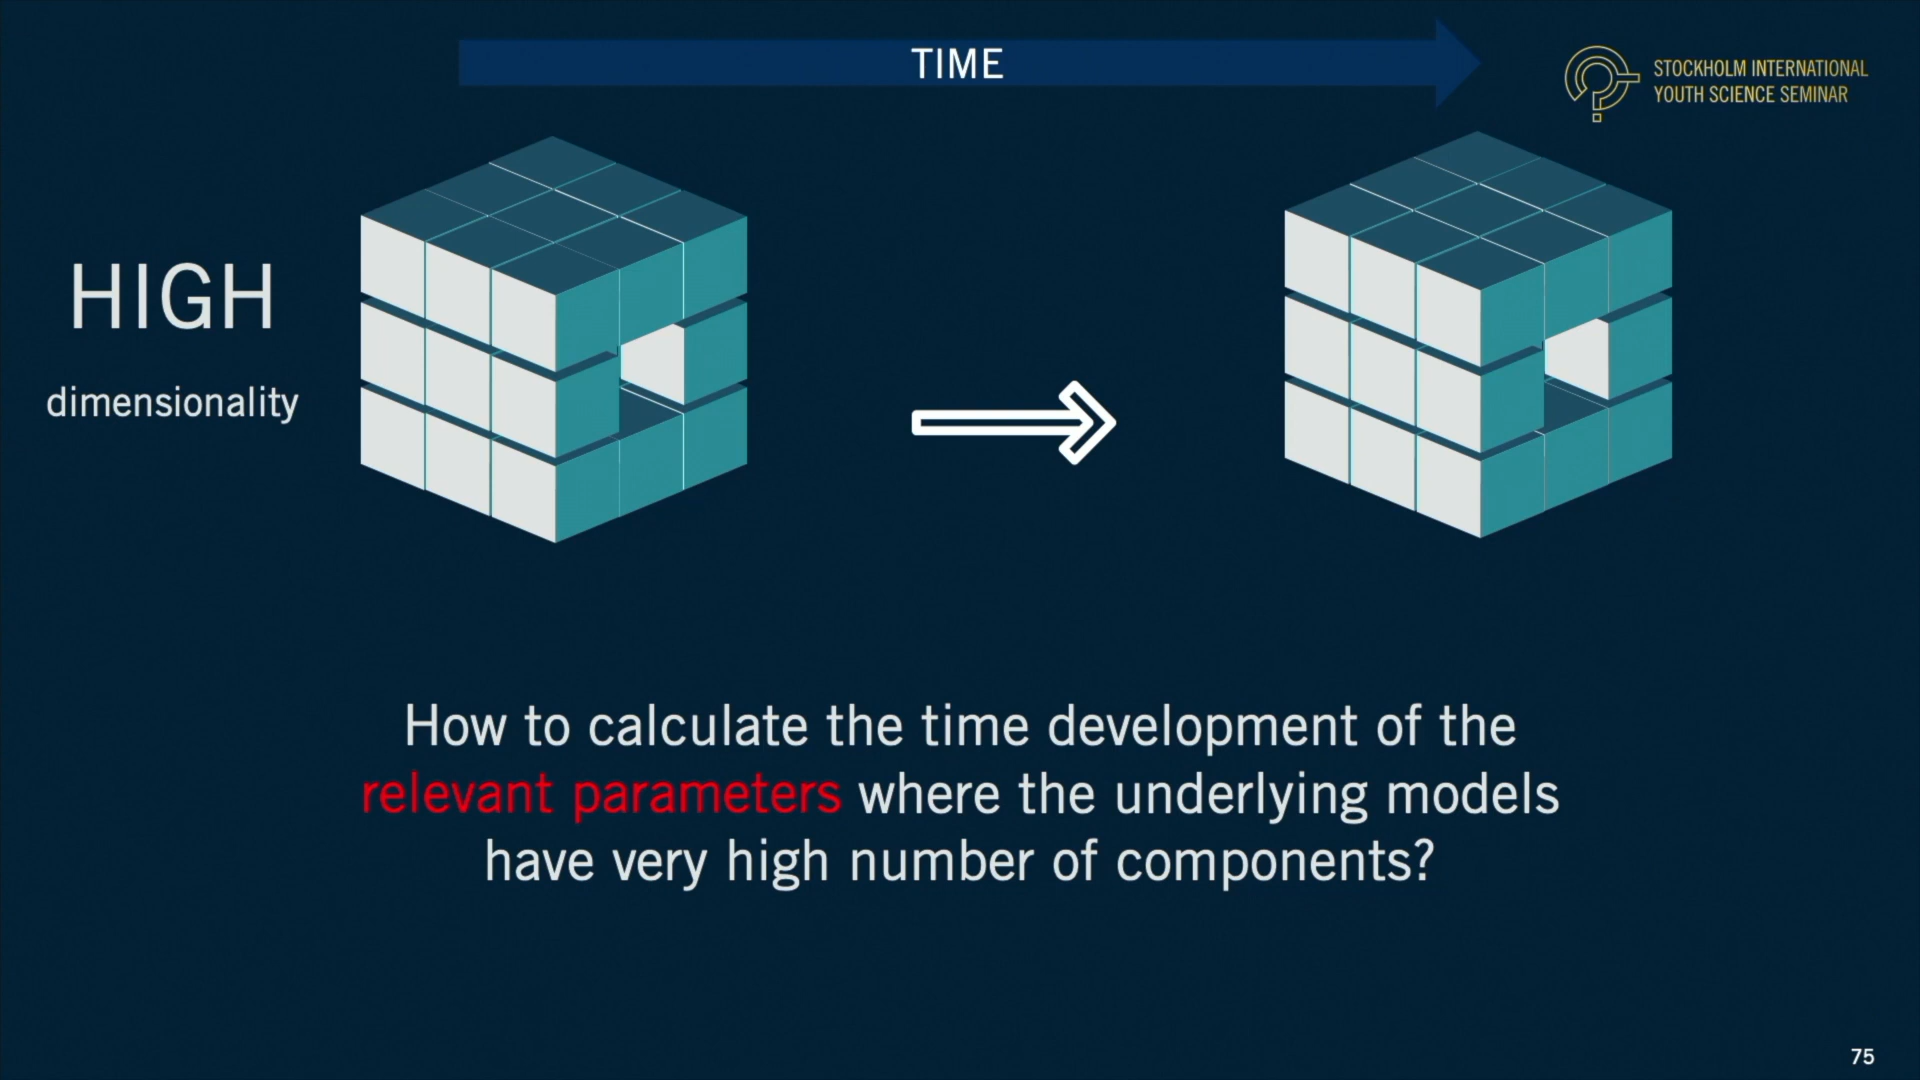 TIME
STOCKHOLM INTERNATIONAL
YOUTH SCIENCE SEMINAR
HIGH
dimensionality
How to calculate the time development of the
relevant parameters where the underlying models
have very high number of components?
75